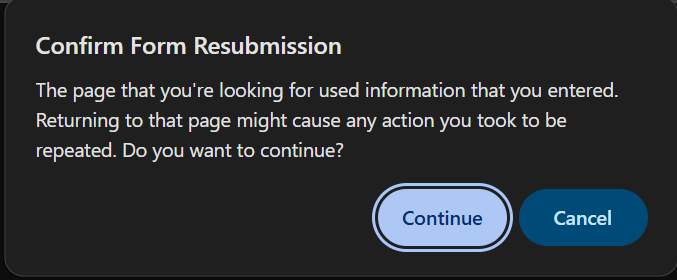 Confirm Form Resubmission
The page that you're looking for used information that you entered.
Returning to that page might cause any action you took to be
repeated. Do you want to continue?
Continue
Cancel